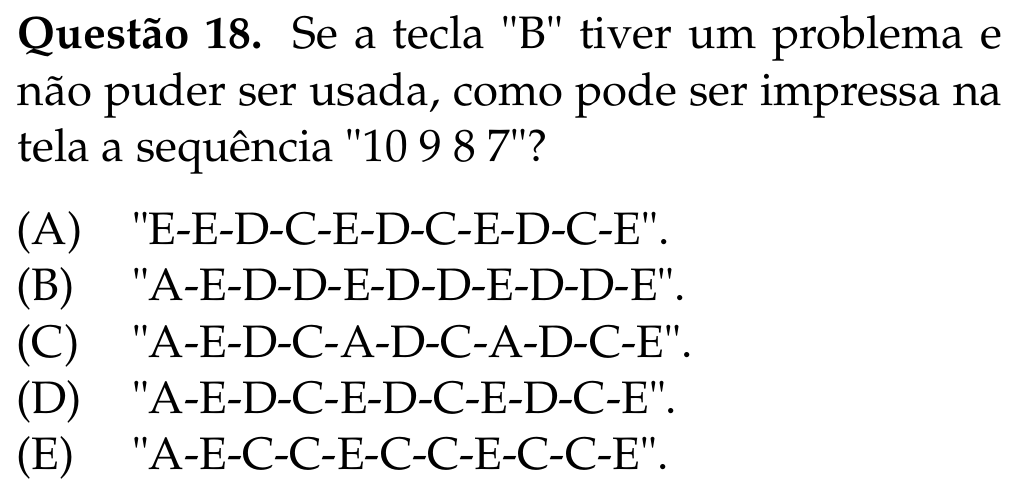 Questão 18. Se a tecla "B" tiver um problema e
não puder ser usada, como pode ser impressa na
tela a sequência "10 9 8 7"?
(A) "E-E-D-C-E-D-C-E-D-C-E".
(B) "A-E-D-D-E-D-D-E-D-D-E".
(C) "A-E-D-C-A-D-C-A-D-C-E".
(D) "A-E-D-C-E-D-C-E-D-C-E".
(E) "A-E-C-C-E-C-C-E-C-C-E".